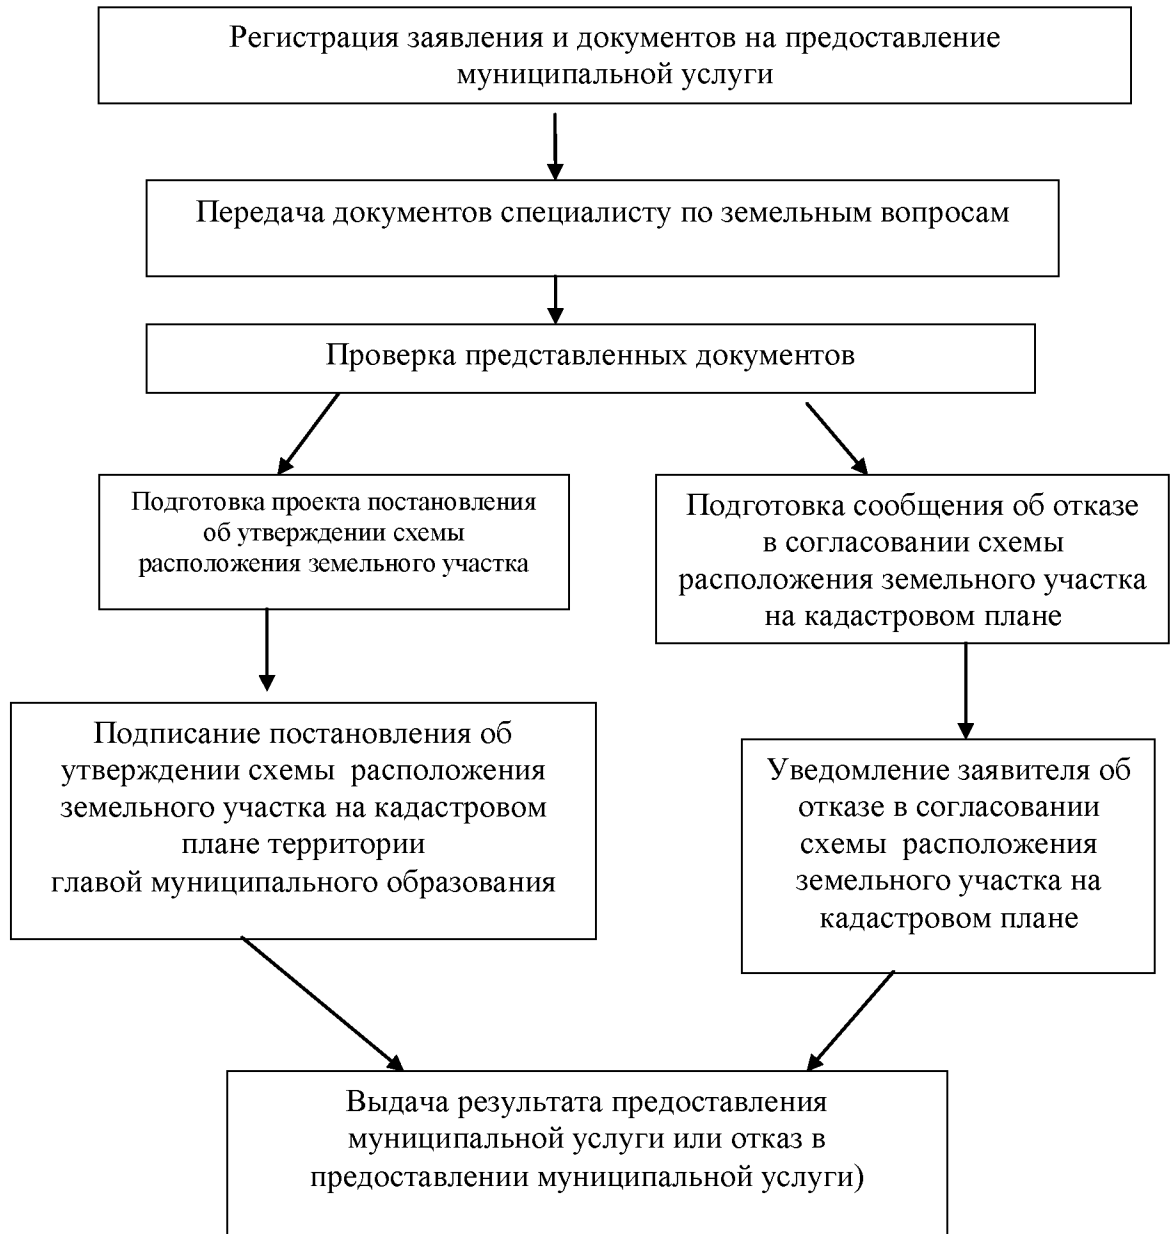 Регистрация заявления и документов на предоставление
муниципальной услуги
Передача документов специалисту по земельным вопросам
Проверка представленных документов
Подготовка проекта постановления
об утверждении схемы
расположения земельного участка
Подготовка сообщения об отказе
в согласовании схемы
расположения земельного участка
на кадастровом плане
Подписание постановления об
утверждении схемы  расположения
земельного участка на кадастровом
плане территории
главой муниципального образования
Уведомление заявителя об
отказе в согласовании
схемы  расположения
земельного участка на
кадастровом плане
Выдача результата предоставления
муниципальной услуги или отказ в
предоставлении муниципальной услуги)